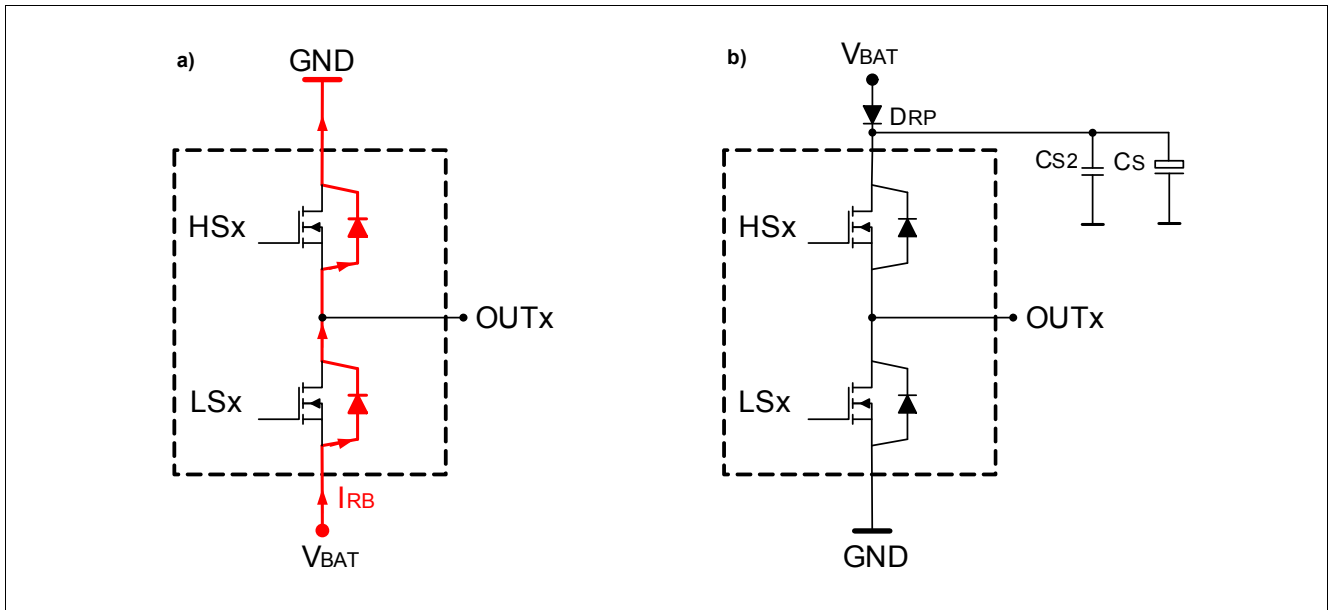 a)
GND
HSx
OUTx
LSx
IRB
VBAT
b)
VBAT
DRP
CS2
CS
HSx
OUTx
LSx
GND